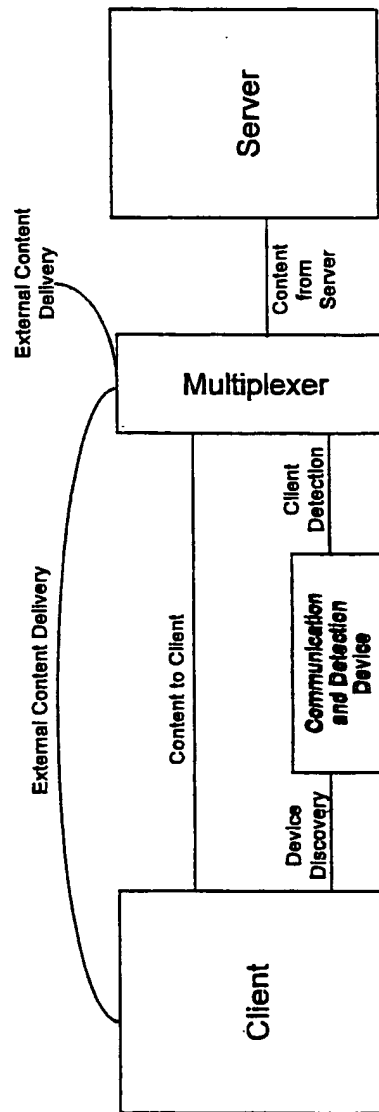 External Content
Delivery
External Content Delivery
Server
Content
from
Server
Multiplexer
Content to Client
Client
Detection
Communication
and Detection
Device
Device
Discovery
Client